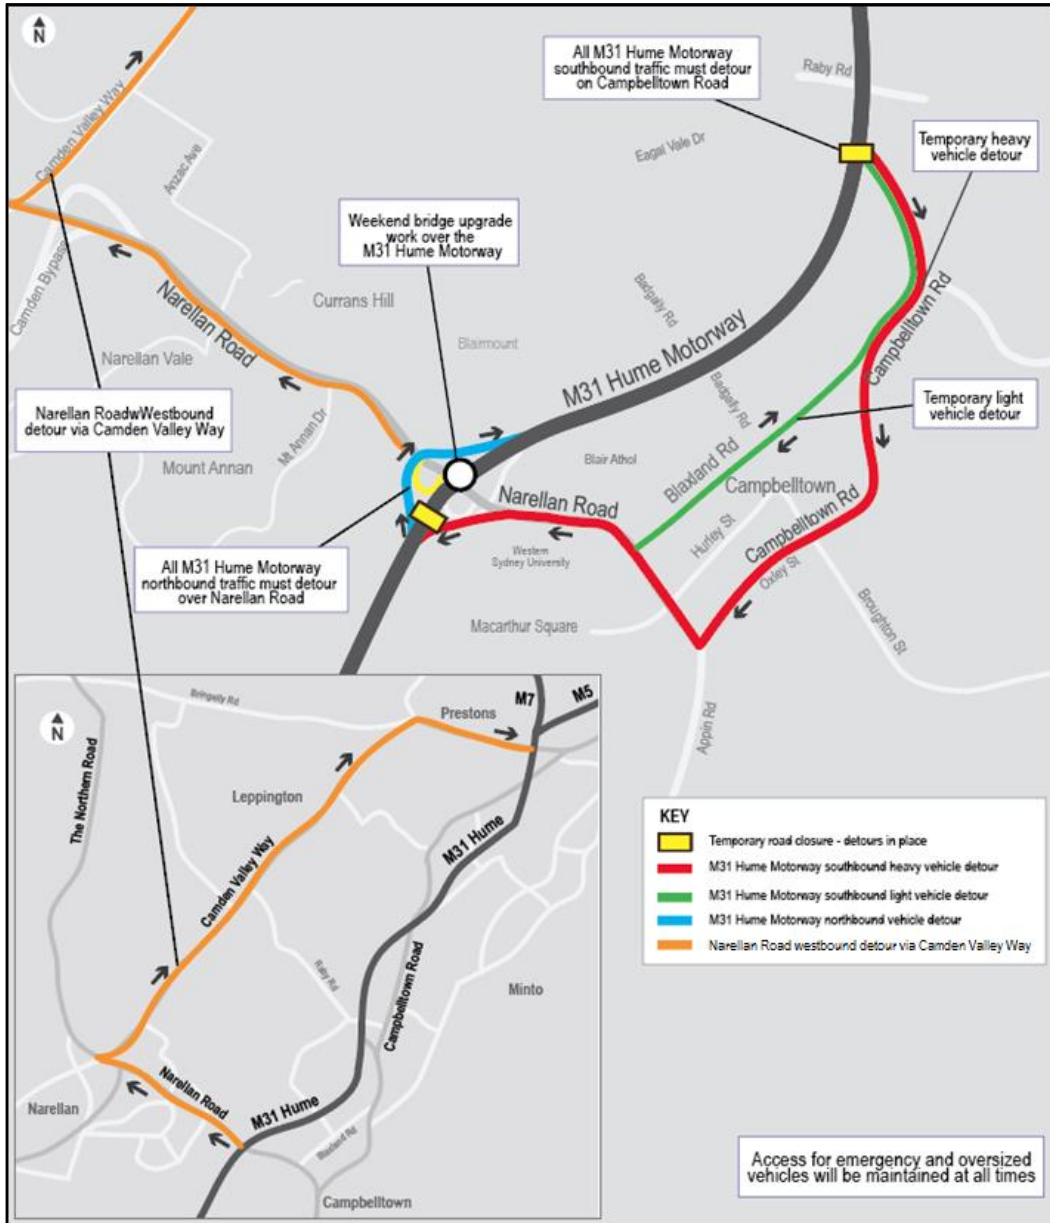 N
Camden Valley Way
Anzac Ave
All M31 Hume Motorway
southbound traffic must detour
on Campbelltown Road
Raby Rd
Eagal Vale Dr
Temporary heavy
vehicle detour
Weekend bridge upgrade
work over the
M31 Hume Motorway
Camden Bypass
Narellan Road
Currans Hill
Badgally Rd
Campbelltown Rd
Blairmount
M31 Hume Motorway
Narellan Vale
Badgally Rd
Narellan RoadwWestbound
detour via Camden Valley Way
Mt Annan Dr
Temporary light
vehicle detour
Mount Annan
Blair Athol
Blaxland Rd
Campbelltown
Narellan Road
Hurley St
Campbelltown Rd
All M31 Hume Motorway
northbound traffic must detour
over Narellan Road
Western
Sydney University
Oxley St
Broughton St
Macarthur Square
Appin Rd
N
Bringelly Rd
M7
M5
Prestons
The Northern Road
Leppington
Camden Valley Way
M31 Hume
Raby Rd
Campbelltown Road
Minto
Narellan Road
Narellan
M31 Hume
Blaxland Rd
Campbelltown
KEY
Temporary road closure - detours in place
M31 Hume Motorway southbound heavy vehicle detour
M31 Hume Motorway southbound light vehicle detour
M31 Hume Motorway northbound vehicle detour
Narellan Road westbound detour via Camden Valley Way
Access for emergency and oversized
vehicles will be maintained at all times